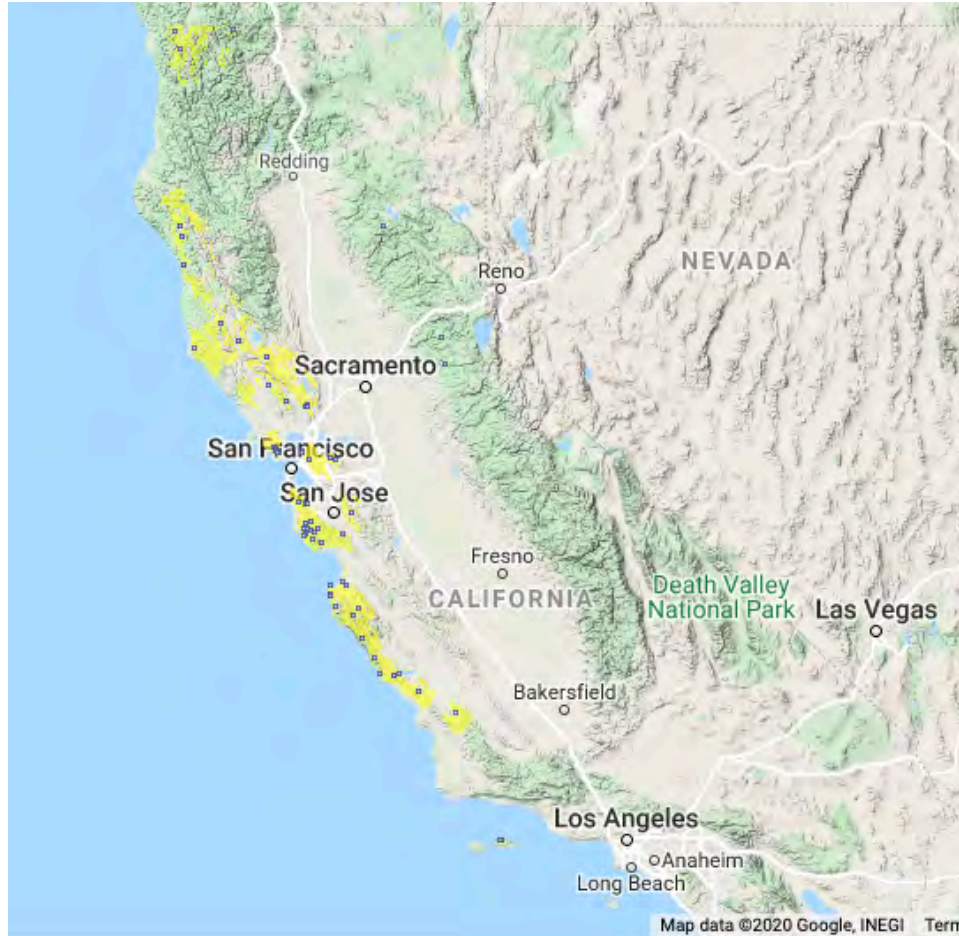 Redding
NEVADA
Reno
Sacramento
San Francisco
San Jose
Fresno
CALIFORNIA
Death Valley
National Park
Las Vegas
Bakersfield
Los Angeles
Anaheim
Long Beach
Map data ©2020 Google, INEGI Term